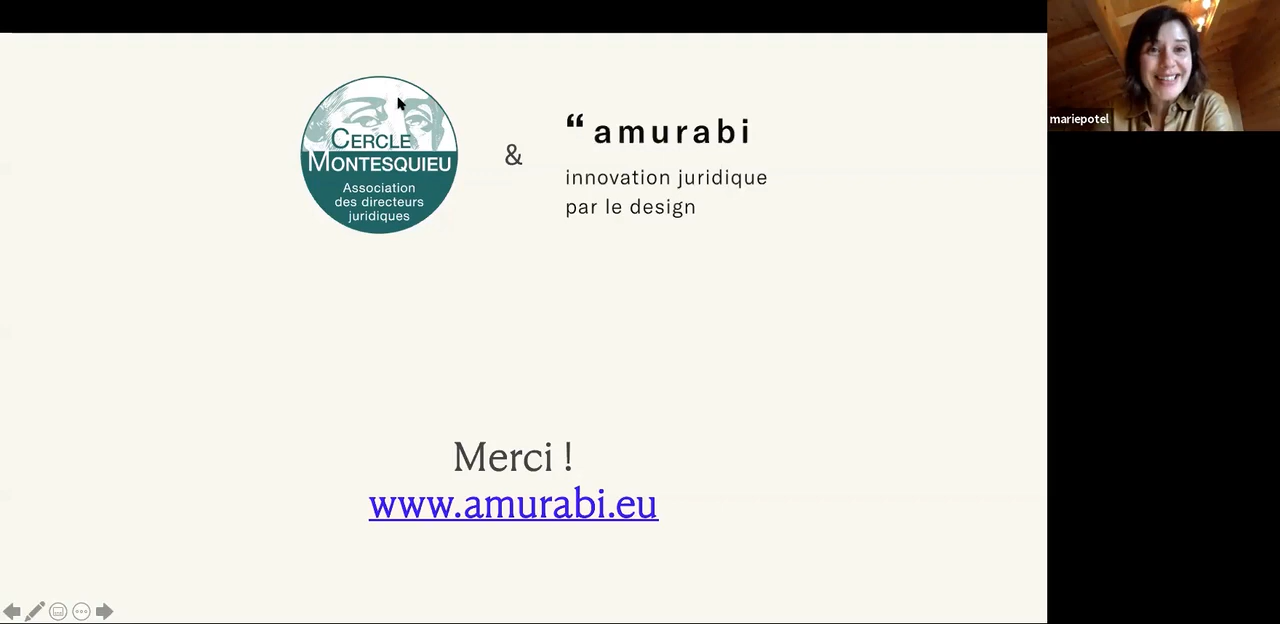 CERCLE
MONTESQUIEU
Association
des directeurs
juridiques
&
“ amurabi
innovation juridique
par le design
mariepotel
Merci !
www.amurabi.eu